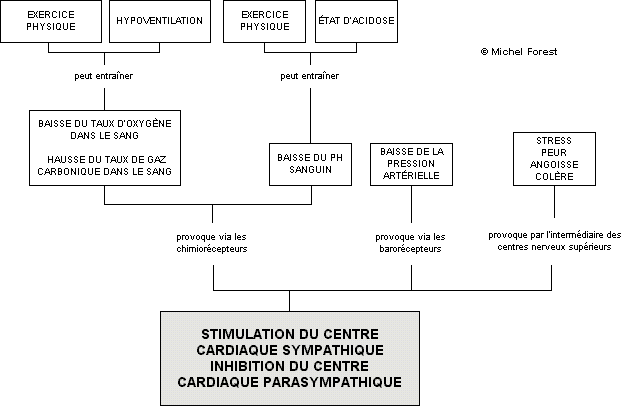 EXERCICE
PHYSIQUE
HYPOVENTILATION
EXERCICE
PHYSIQUE
ÉTAT D'ACIDOSE
© Michel Forest
peut entraîner
peut entraîner
BAISSE DU TAUX D'OXYGÈNE
DANS LE SANG
HAUSSE DU TAUX DE GAZ
CARBONIQUE DANS LE SANG
BAISSE DU PH
SANGUIN
BAISSE DE LA
PRESSION
ARTÉRIELLE
STRESS
PEUR
ANGOISSE
COLÈRE
provoque via les
chimiorécepteurs
provoque via les
barorécepteurs
provoque par l'intermédiaire des
centres nerveux supérieurs
STIMULATION DU CENTRE
CARDIAQUE SYMPATHIQUE
INHIBITION DU CENTRE
CARDIAQUE PARASYMPATHIQUE